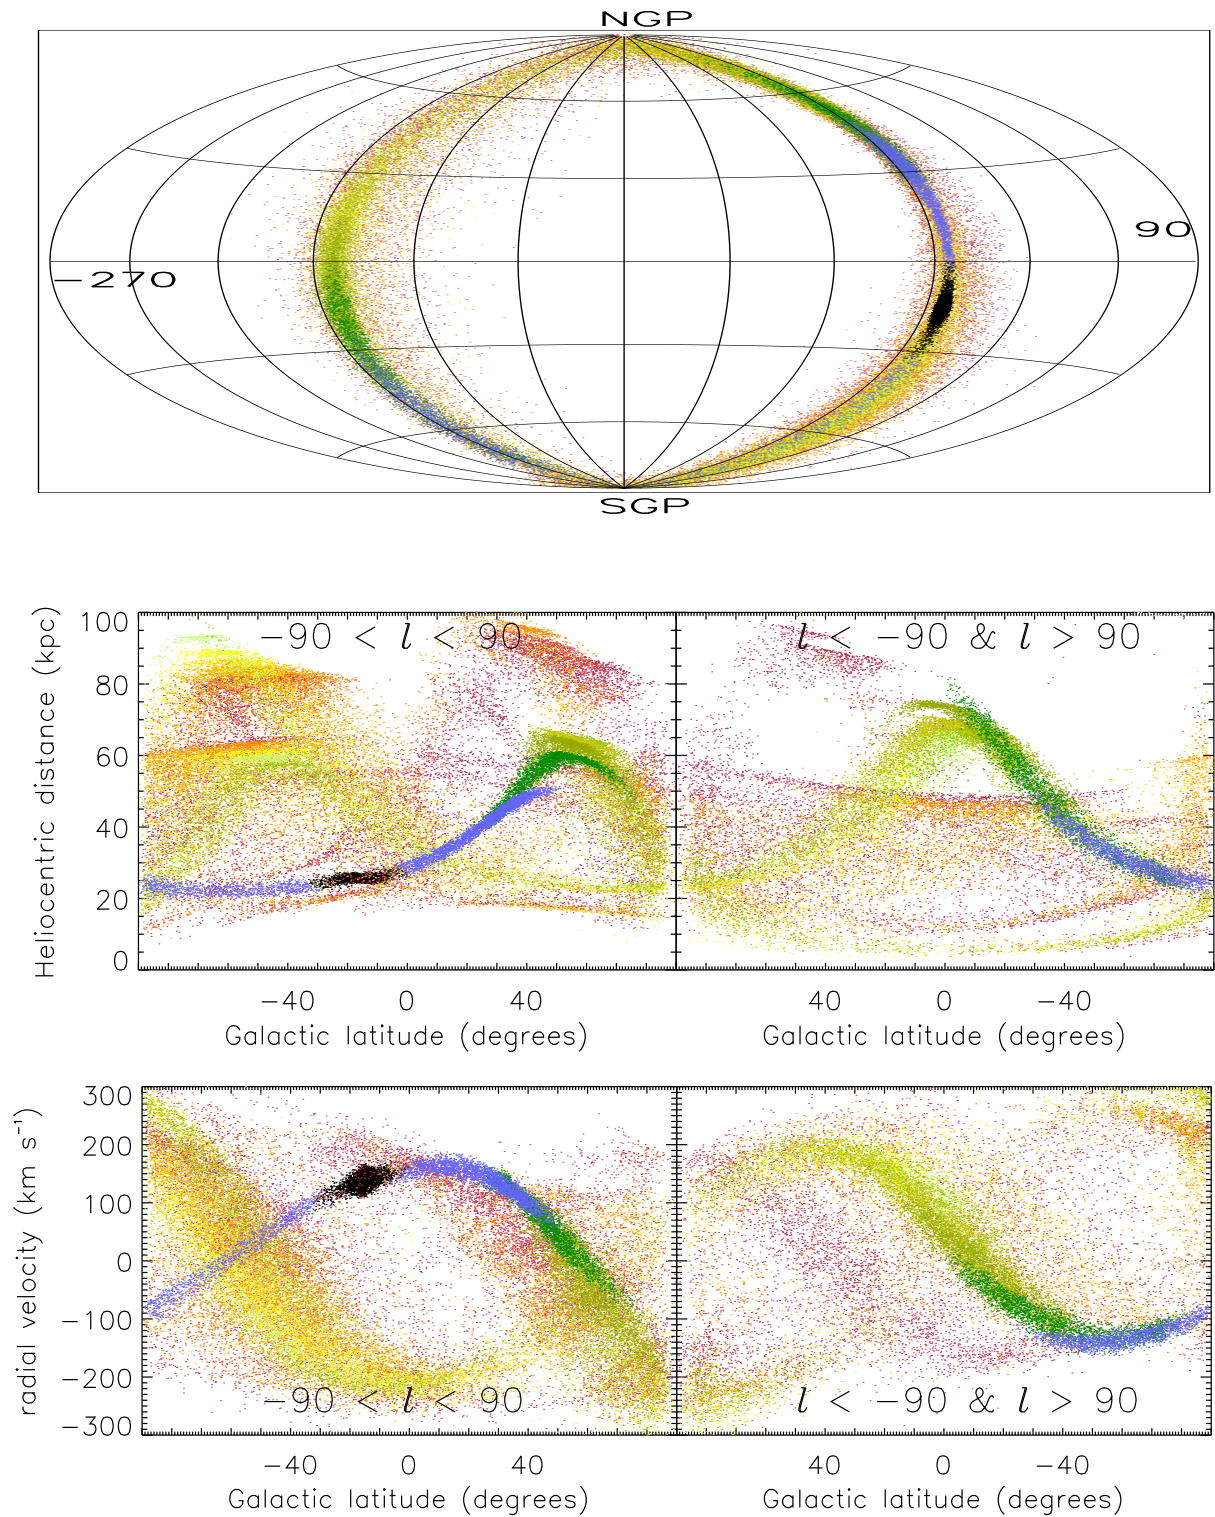 NGP
90
−270
SGP
Heliocentric distance (kpc)
100
80
60
40
20
0
−90 < l < 90
l < −90 & l > 90
−40 0 40
40 0 −40
Galactic latitude (degrees)
Galactic latitude (degrees)
radial velocity (km s⁻¹)
300
200
100
0
−100
−200
−300
−90 < l < 90
l < −90 & l > 90
−40 0 40
40 0 −40
Galactic latitude (degrees)
Galactic latitude (degrees)